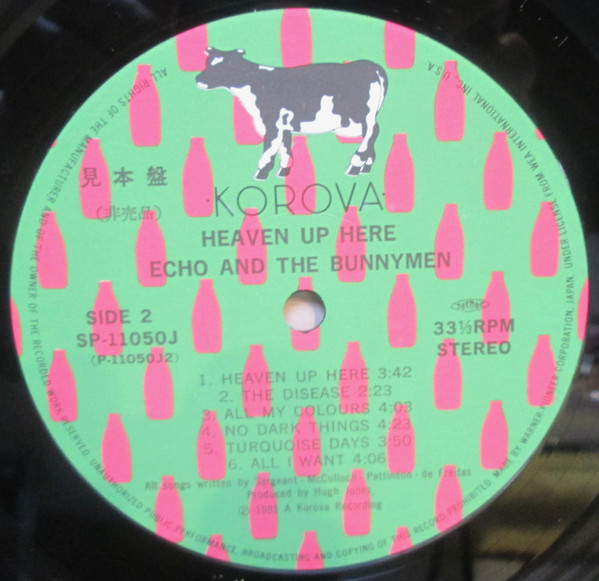 見本盤
(非売品)
·KOROVA·
HEAVEN UP HERE
ECHO AND THE BUNNYMEN
SIDE 2
SP-11050J
(P-11050J2)
33⅓RPM
STEREO
1. HEAVEN UP HERE 3:42
2. THE DISEASE 2:23
3. ALL MY COLOURS 4:03
4. NO DARK THINGS 4:23
5. TURQUOISE DAYS 3:50
6. ALL I WANT 4:06
All songs written by Sergeant - McCulloch - Pattinson - de Freitas
Produced by Hugh Jones
Ⓟ 1981 A Korova Recording
ALL RIGHTS OF THE MANUFACTURER AND OF THE OWNER OF THE RECORDED WORK RESERVED. UNAUTHORIZED PUBLIC PERFORMANCE, BROADCASTING AND COPYING OF THIS RECORD PROHIBITED. MADE BY WARNER-PIONEER CORPORATION, JAPAN, UNDER LICENSE FROM WEA INTERNATIONAL INC., U.S.A.